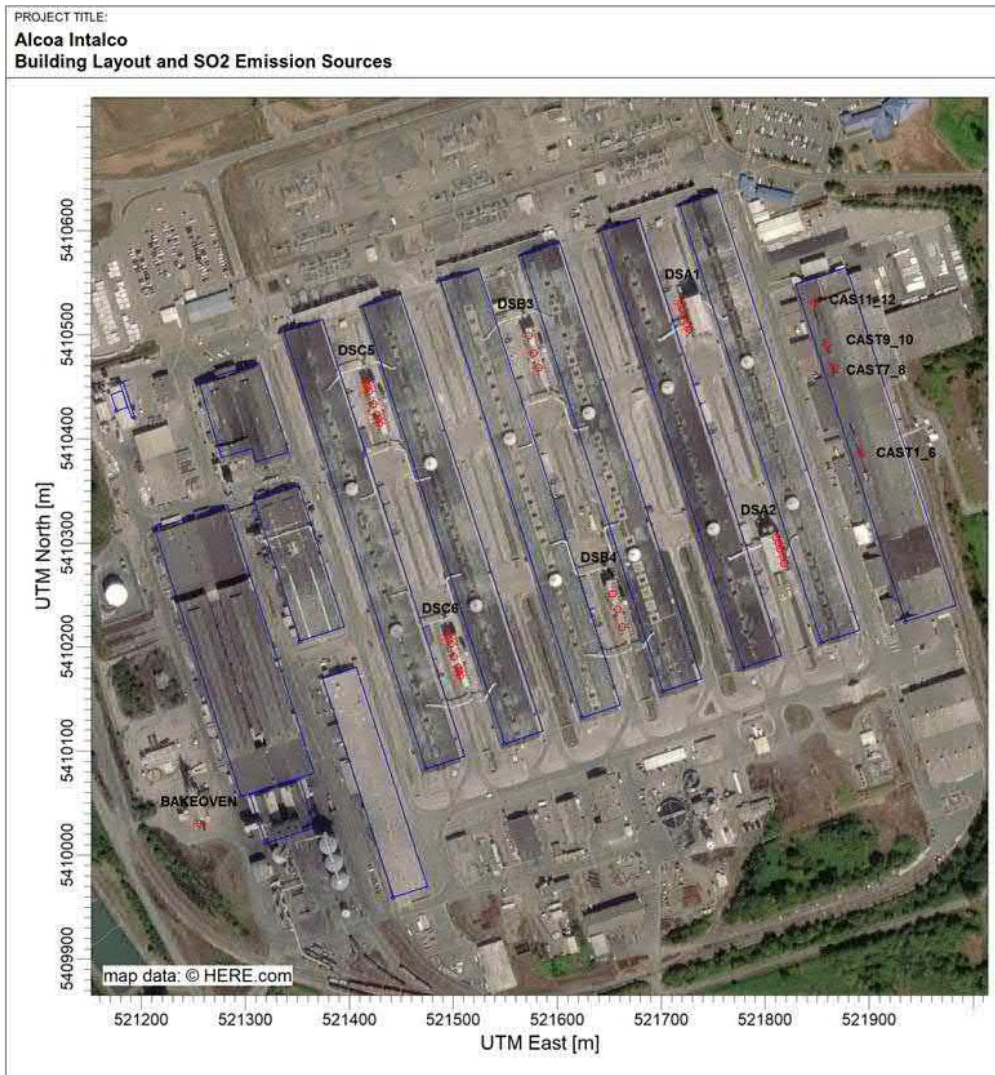 PROJECT TITLE:
Alcoa Intalco
Building Layout and SO2 Emission Sources
UTM North [m]
5410600
5410500
5410400
5410300
5410200
5410100
5410000
5409900
DSA1
CAS11_12
DSB3
CAST9_10
DSC5
CAST7_8
CAST1_6
DSA2
DSB4
DSC6
BAKEOVEN
map data: © HERE.com
521200
521300
521400
521500
521600
521700
521800
521900
UTM East [m]